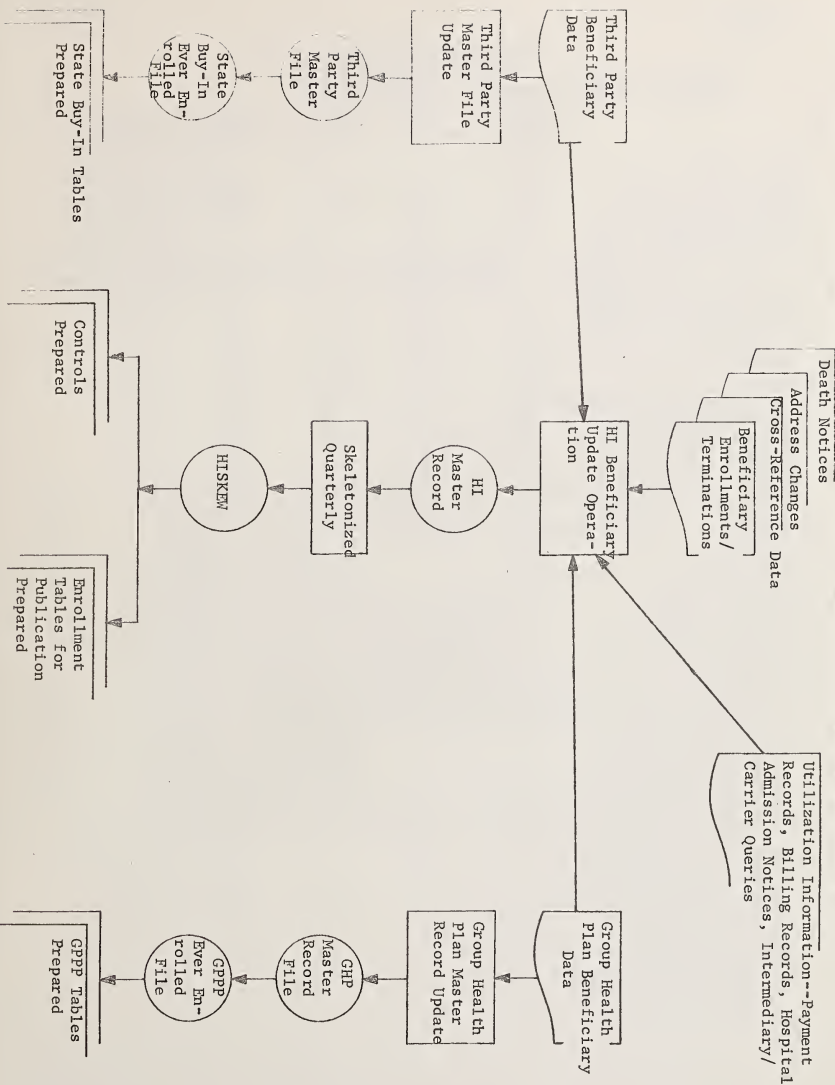 Death Notices
Address Changes
Cross-Reference Data
Beneficiary
Enrollments/
Terminations
Utilization Information--Payment
Records, Billing Records, Hospital
Admission Notices, Intermediary/
Carrier Queries
Third Party
Beneficiary
Data
HI Beneficiary
Update Opera-
tion
Group Health
Plan Beneficiary
Data
Third Party
Master File
Update
HI
Master
Record
Group Health
Plan Master
Record Update
Third
Party
Master
File
Skeletonized
Quarterly
GHP
Master
Record
File
State
Buy-In
Ever En-
rolled
File
HISKEW
GPPP
Ever En-
rolled
File
State Buy-In Tables
Prepared
Controls
Prepared
Enrollment
Tables for
Publication
Prepared
GPPP Tables
Prepared